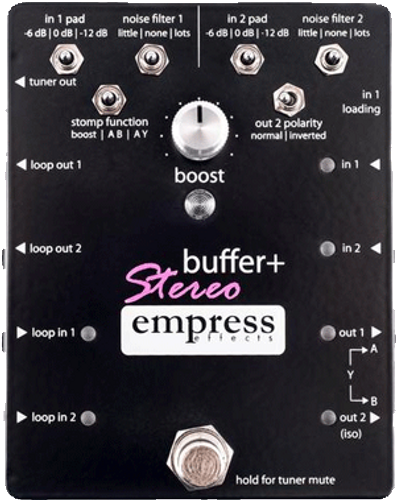 in 1 pad
-6 dB | 0 dB | -12 dB
noise filter 1
little | none | lots
in 2 pad
-6 dB | 0 dB | -12 dB
noise filter 2
little | none | lots
tuner out
in 1
loading
stomp function
boost | A B | A Y
out 2 polarity
normal | inverted
boost
loop out 1
in 1
loop out 2
in 2
buffer+
Stereo
empress
effects
loop in 1
out 1
A
Y
B
loop in 2
out 2
(iso)
hold for tuner mute